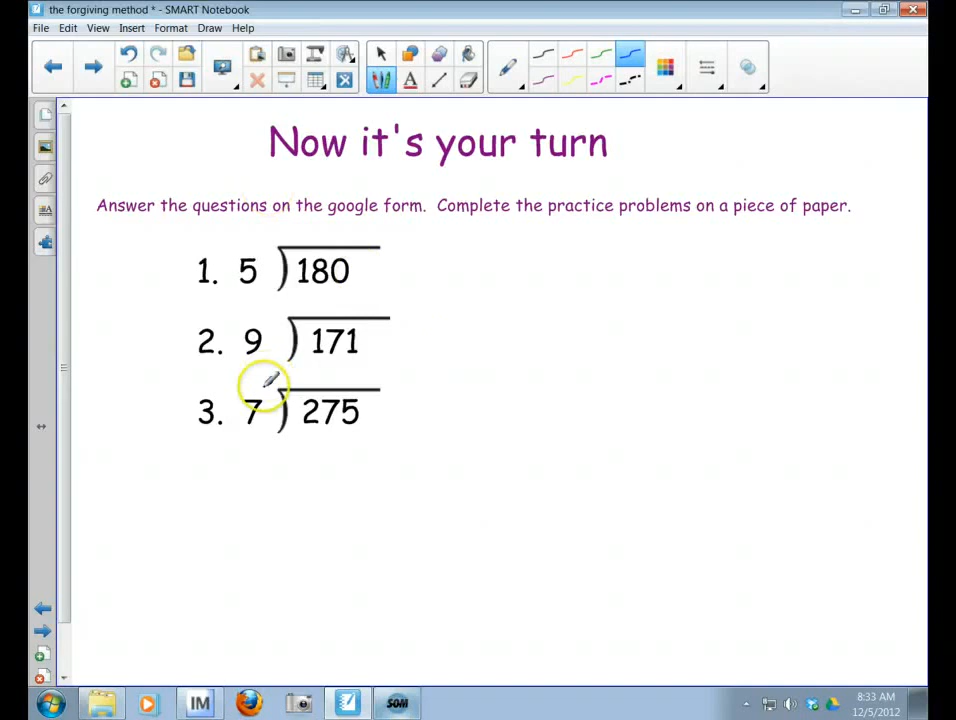 the forgiving method * - SMART Notebook
File Edit View Insert Format Draw Help
Now it's your turn
Answer the questions on the google form. Complete the practice problems on a piece of paper.
1. 5 ) 180
2. 9 ) 171
3. 7 ) 275
IM
SOM
8:33 AM
12/5/2012